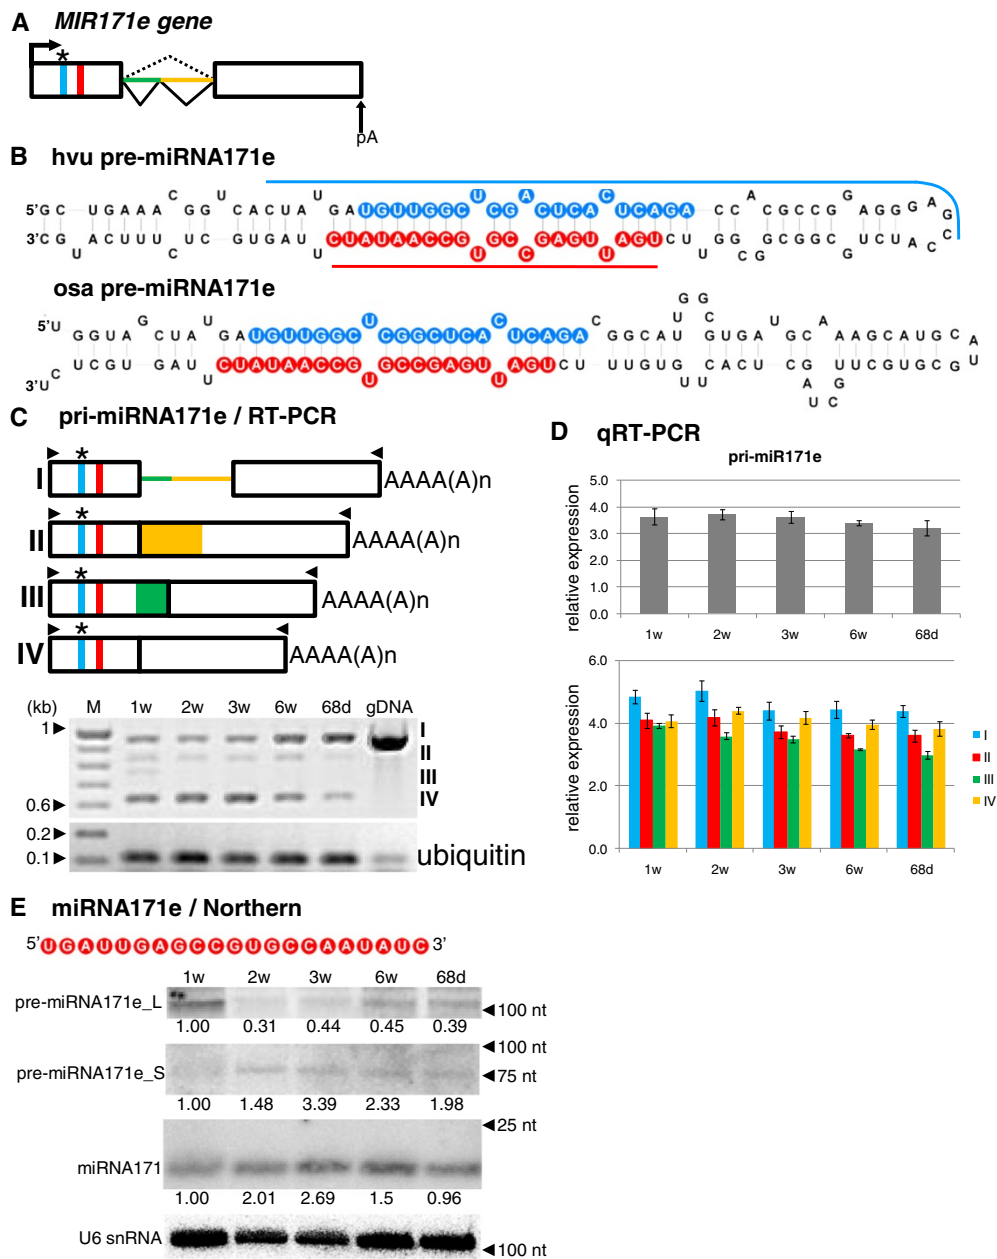 A MIR171e gene
*
pA
B hvu pre-miRNA171e
osa pre-miRNA171e
C pri-miRNA171e / RT-PCR
*
I AAAA(A)n
*
II AAAA(A)n
*
III AAAA(A)n
*
IV AAAA(A)n
(kb) M 1w 2w 3w 6w 68d gDNA
1 I
II
III
0.6 IV
0.2
0.1 ubiquitin
D qRT-PCR
pri-miR171e
relative expression
5.0
4.0
3.0
2.0
1.0
0.0
1w 2w 3w 6w 68d
relative expression
6.0
4.0
2.0
0.0
1w 2w 3w 6w 68d
I
II
III
IV
E miRNA171e / Northern
5' UGAUUGAGCCGUGCCAAUAUC 3'
1w 2w 3w 6w 68d
pre-miRNA171e_L 100 nt
1.00 0.31 0.44 0.45 0.39
100 nt
pre-miRNA171e_S 75 nt
1.00 1.48 3.39 2.33 1.98
25 nt
miRNA171
1.00 2.01 2.69 1.5 0.96
U6 snRNA
100 nt